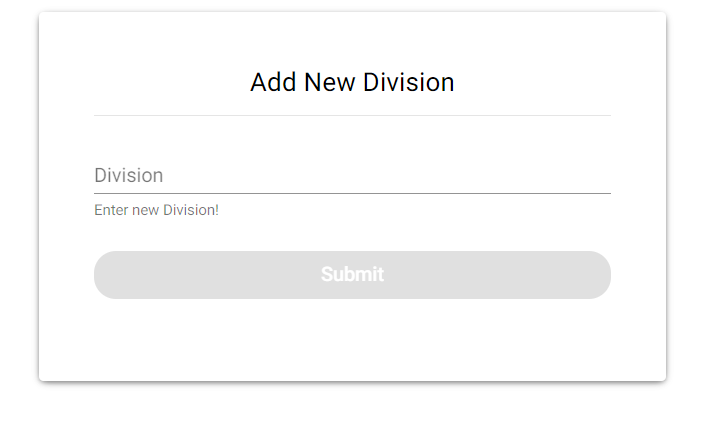 Add New Division
Division
Enter new Division!
Submit